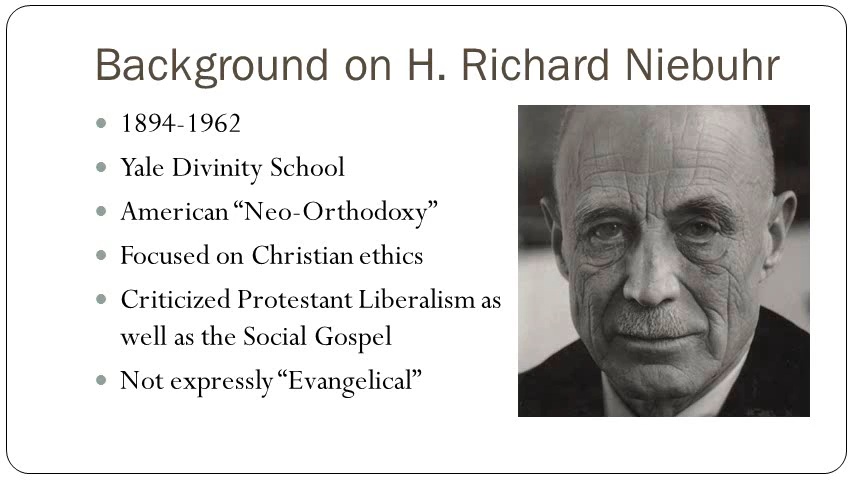 Background on H. Richard Niebuhr
• 1894-1962
• Yale Divinity School
• American “Neo-Orthodoxy”
• Focused on Christian ethics
• Criticized Protestant Liberalism as
well as the Social Gospel
• Not expressly “Evangelical”